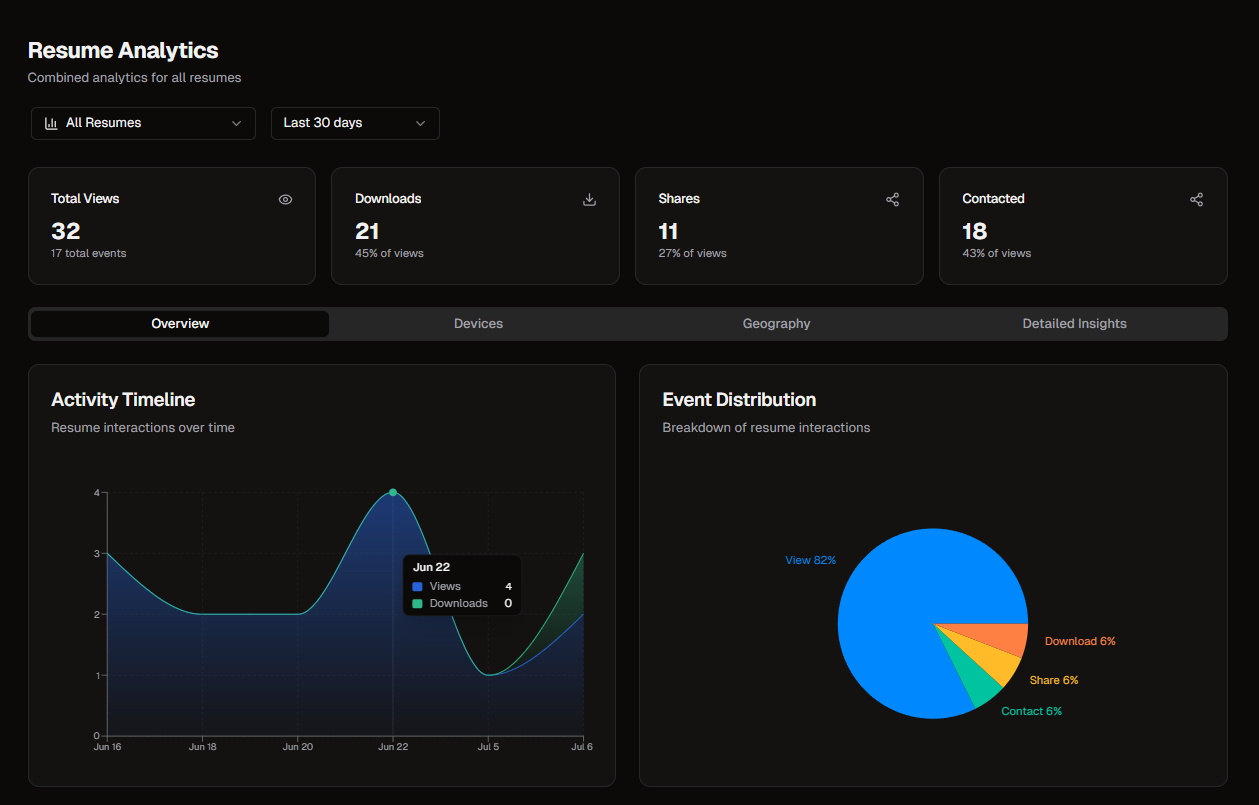 Resume Analytics
Combined analytics for all resumes
All Resumes
Last 30 days
Total Views
32
17 total events
Downloads
21
45% of views
Shares
11
27% of views
Contacted
18
43% of views
Overview
Devices
Geography
Detailed Insights
Activity Timeline
Resume interactions over time
4
3
2
1
0
Jun 16
Jun 18
Jun 20
Jun 22
Jul 5
Jul 6
Jun 22
Views 4
Downloads 0
Event Distribution
Breakdown of resume interactions
View 82%
Download 6%
Share 6%
Contact 6%